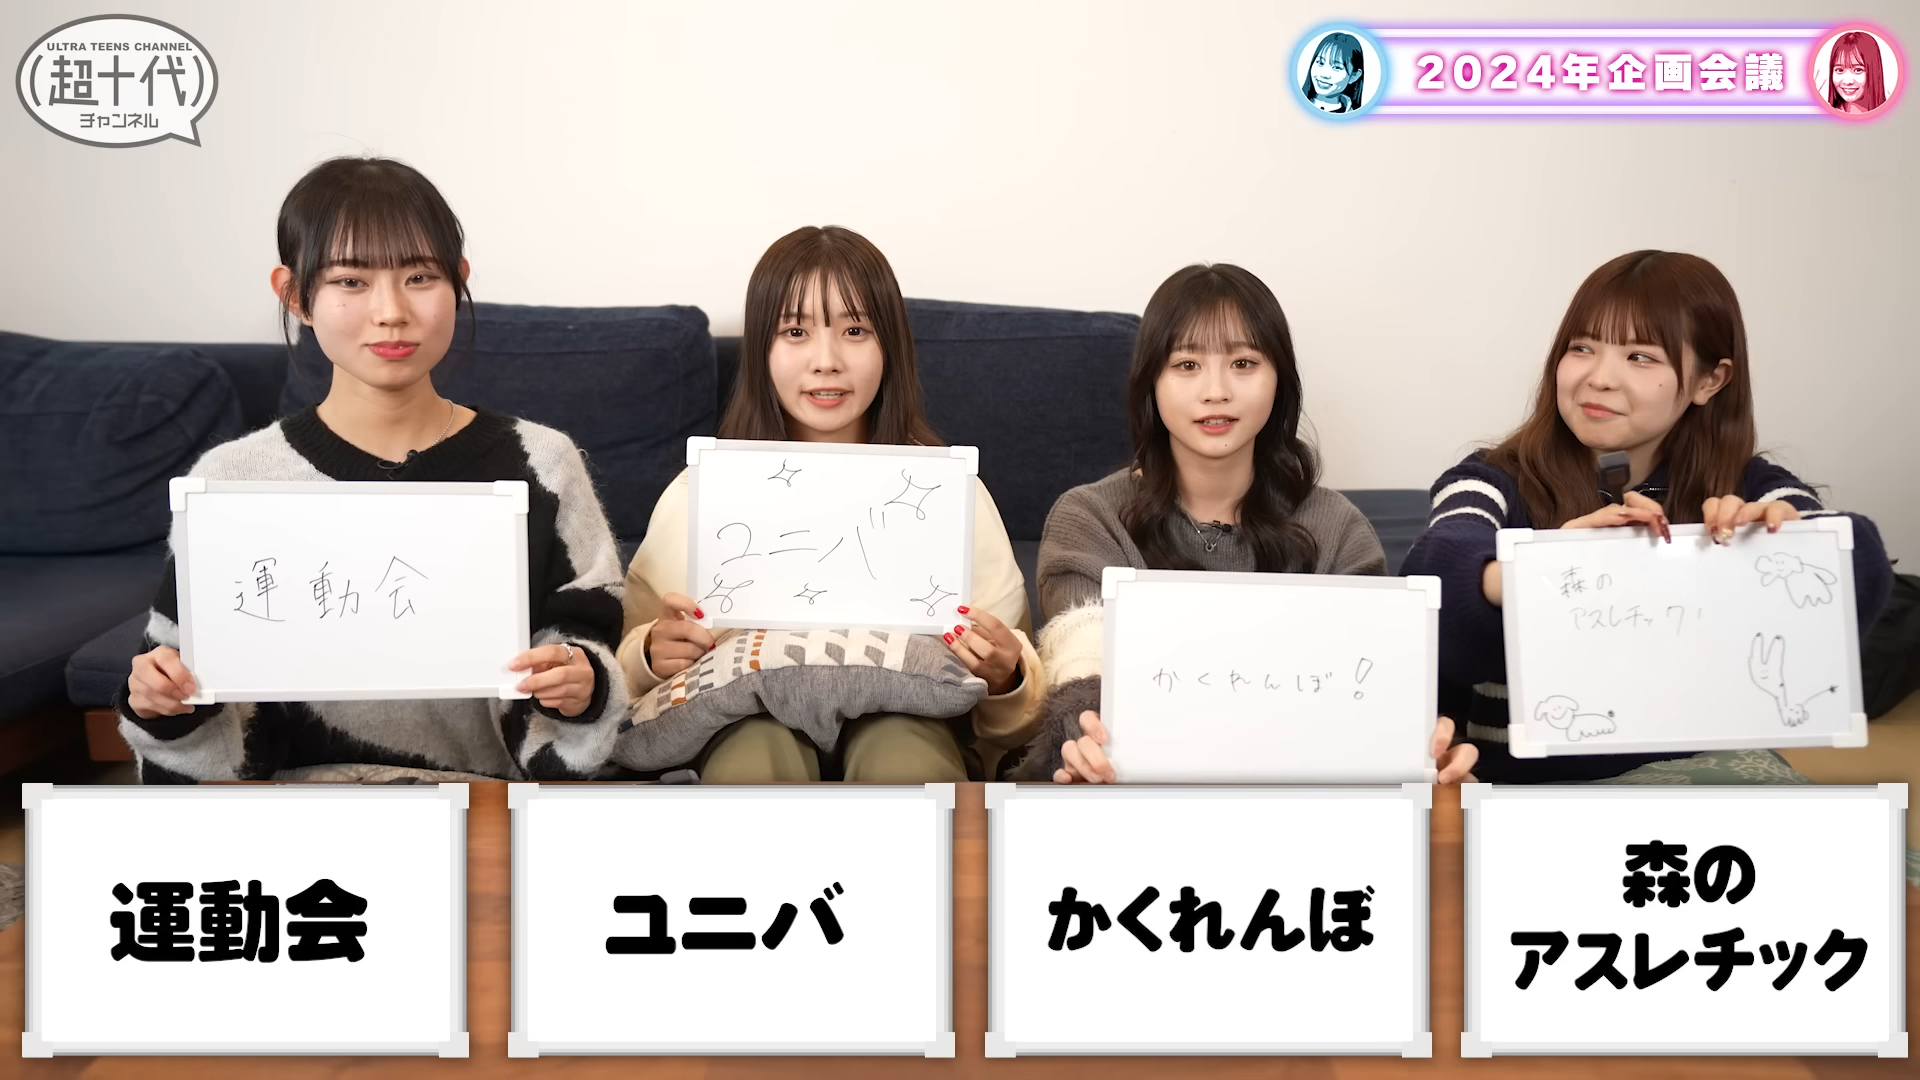 ULTRA TEENS CHANNEL
(超十代)
チャンネル
2024年企画会議
運動会
ユニバ
かくれんぼ!
森の
アスレチック!
運動会
ユニバ
かくれんぼ
森の
アスレチック